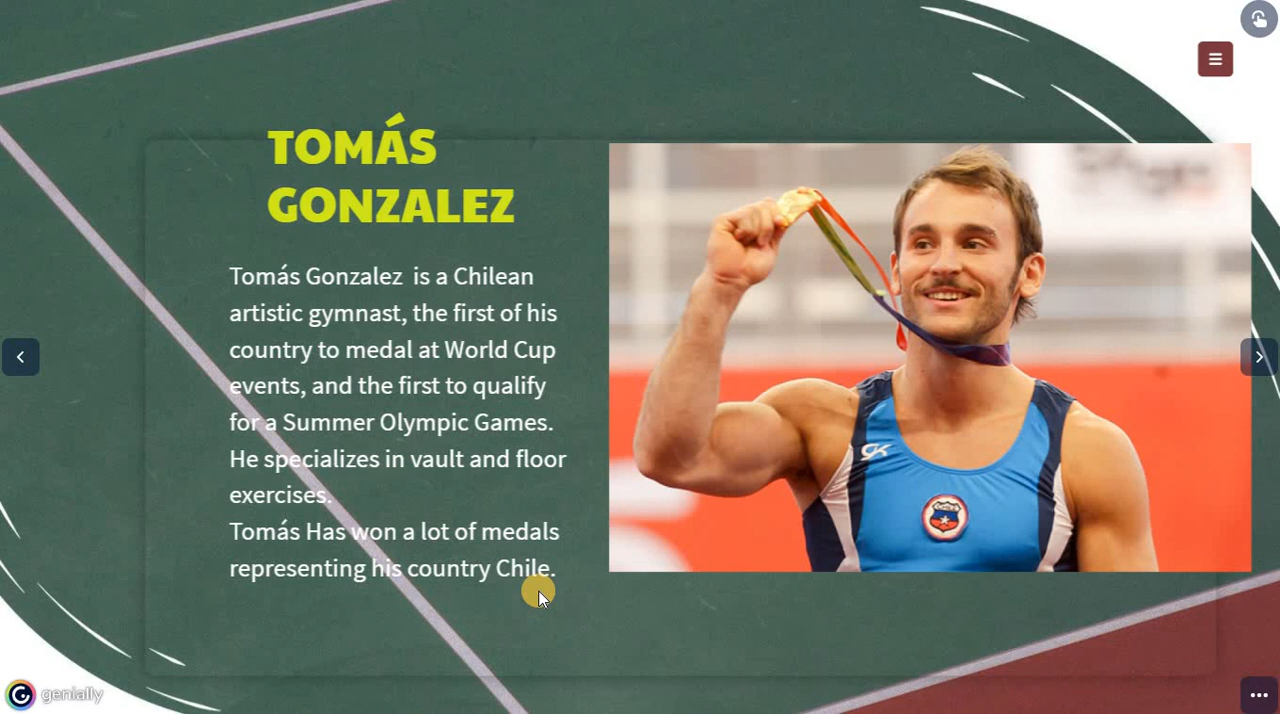 TOMÁS
GONZALEZ
Tomás Gonzalez is a Chilean
artistic gymnast, the first of his
country to medal at World Cup
events, and the first to qualify
for a Summer Olympic Games.
He specializes in vault and floor
exercises.
Tomás Has won a lot of medals
representing his country Chile.
GK
genially